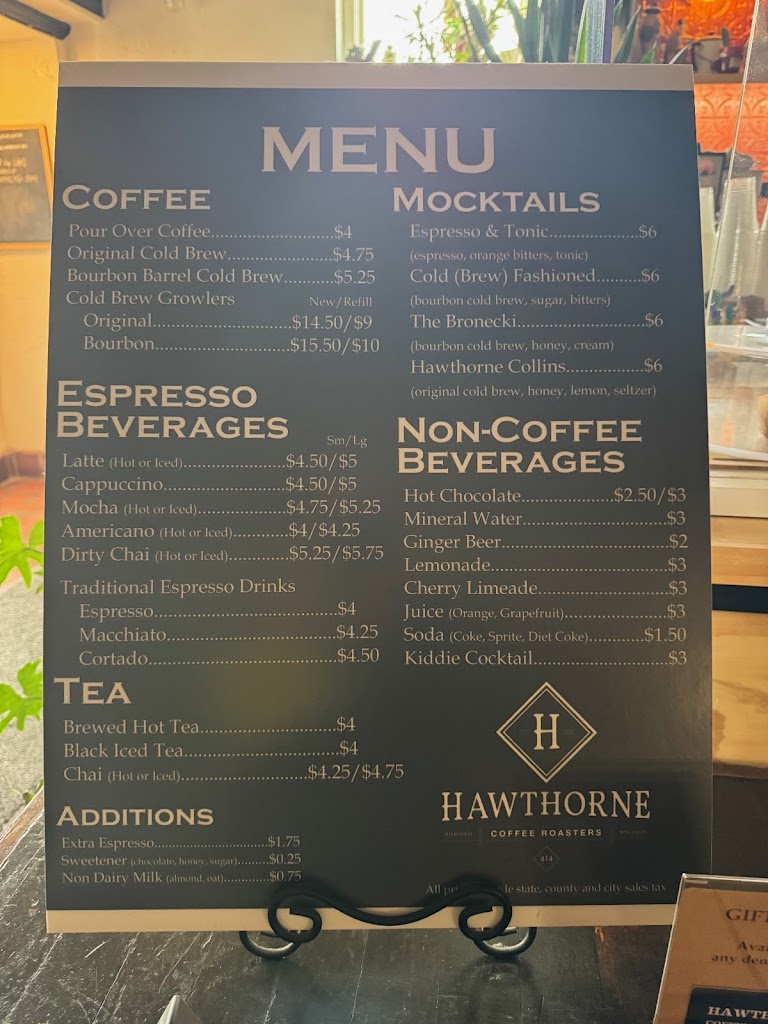 MENU
COFFEE
Pour Over Coffee..................$4
Original Cold Brew...............$4.75
Bourbon Barrel Cold Brew..........$5.25
Cold Brew Growlers New/Refill
Original....................$14.50/$9
Bourbon....................$15.50/$10
ESPRESSO
BEVERAGES
Sm/Lg
Latte (Hot or Iced)....................$4.50/$5
Cappuccino.......................$4.50/$5
Mocha (Hot or Iced)..................$4.75/$5.25
Americano (Hot or Iced)............$4/$4.25
Dirty Chai (Hot or Iced)............$5.25/$5.75
Traditional Espresso Drinks
Espresso..............................$4
Macchiato............................$4.25
Cortado...............................$4.50
TEA
Brewed Hot Tea.......................$4
Black Iced Tea..........................$4
Chai (Hot or Iced).........................$4.25/$4.75
ADDITIONS
Extra Espresso..............................$1.75
Sweetener (chocolate, honey, sugar).........$0.25
Non Dairy Milk (almond, oat).............$0.75
MOCKTAILS
Espresso & Tonic..................$6
(espresso, orange bitters, tonic)
Cold (Brew) Fashioned.........$6
(bourbon cold brew, sugar, bitters)
The Bronecki.........................$6
(bourbon cold brew, honey, cream)
Hawthorne Collins................$6
(original cold brew, honey, lemon, seltzer)
NON-COFFEE
BEVERAGES
Hot Chocolate..................$2.50/$3
Mineral Water............................$3
Ginger Beer.................................$2
Lemonade...................................$3
Cherry Limeade..........................$3
Juice (Orange, Grapefruit)....................$3
Soda (Coke, Sprite, Diet Coke)...........$1.50
Kiddie Cocktail...........................$3
H
HAWTHORNE
COFFEE ROASTERS
414
All state, county and city sales tax.
GIFT
any